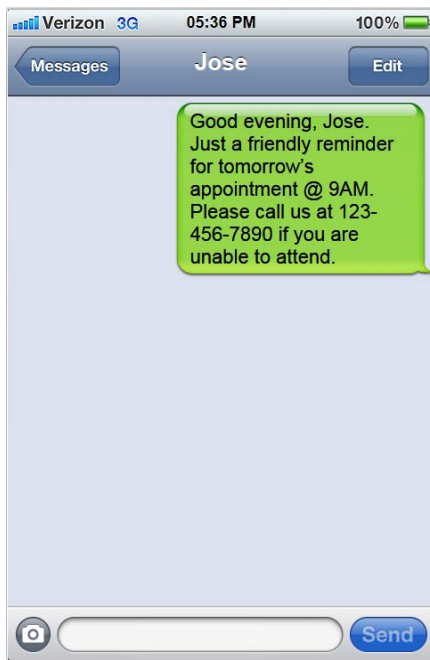 Verizon 3G 05:36 PM 100%
Messages Jose Edit
Good evening, Jose.
Just a friendly reminder
for tomorrow's
appointment @ 9AM.
Please call us at 123-
456-7890 if you are
unable to attend.
Send